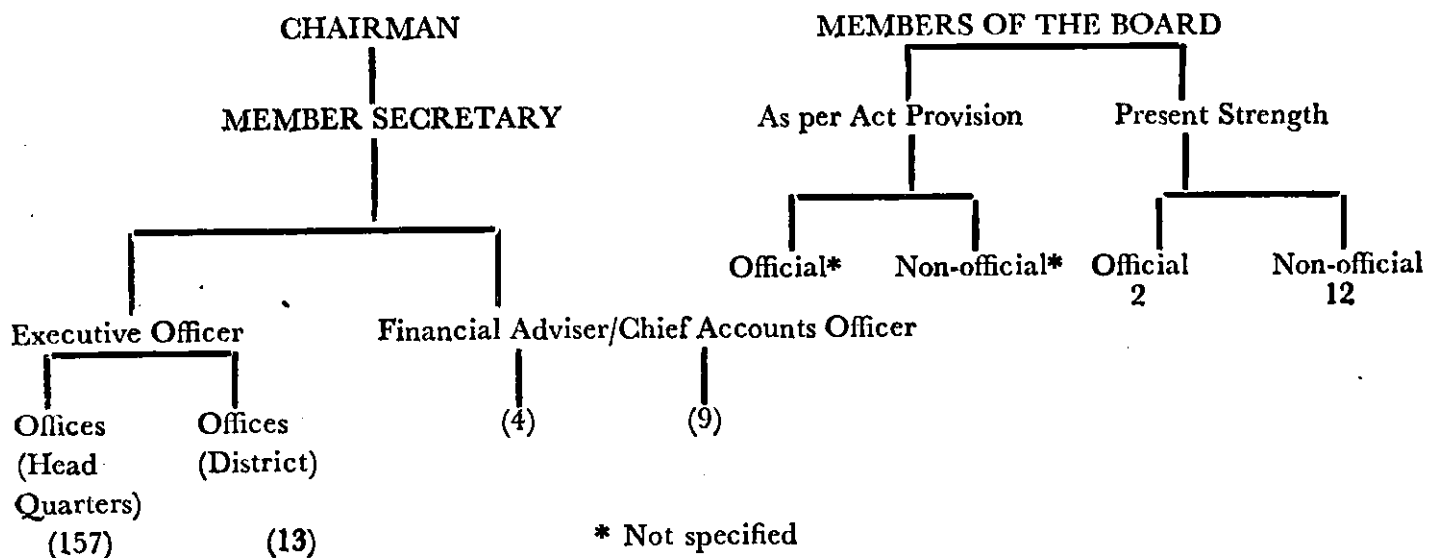 CHAIRMAN
MEMBERS OF THE BOARD
MEMBER SECRETARY
As per Act Provision
Present Strength
Official*
Non-official*
Official
2
Non-official
12
Executive Officer
Financial Adviser/Chief Accounts Officer
Offices
(Head
Quarters)
(157)
Offices
(District)
(13)
(4)
(9)
* Not specified